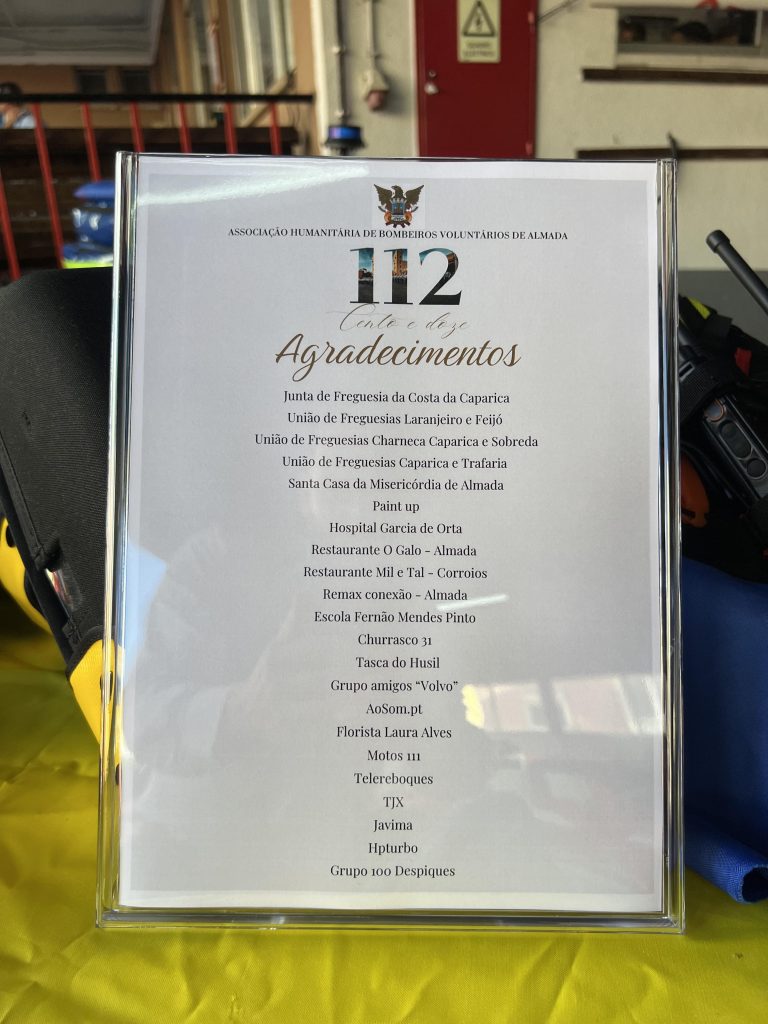 ASSOCIAÇÃO HUMANITÁRIA DE BOMBEIROS VOLUNTÁRIOS DE ALMADA
112
Cento e doze
Agradecimentos
Junta de Freguesia da Costa da Caparica
União de Freguesias Laranjeiro e Feijó
União de Freguesias Charneca Caparica e Sobreda
União de Freguesias Caparica e Trafaria
Santa Casa da Misericórdia de Almada
Paint up
Hospital Garcia de Orta
Restaurante O Galo - Almada
Restaurante Mil e Tal - Corroios
Remax conexão - Almada
Escola Fernão Mendes Pinto
Churrasco 31
Tasca do Husil
Grupo amigos “Volvo”
AoSom.pt
Florista Laura Alves
Motos 111
Telereboques
TJX
Javima
Hpturbo
Grupo 100 Despiques